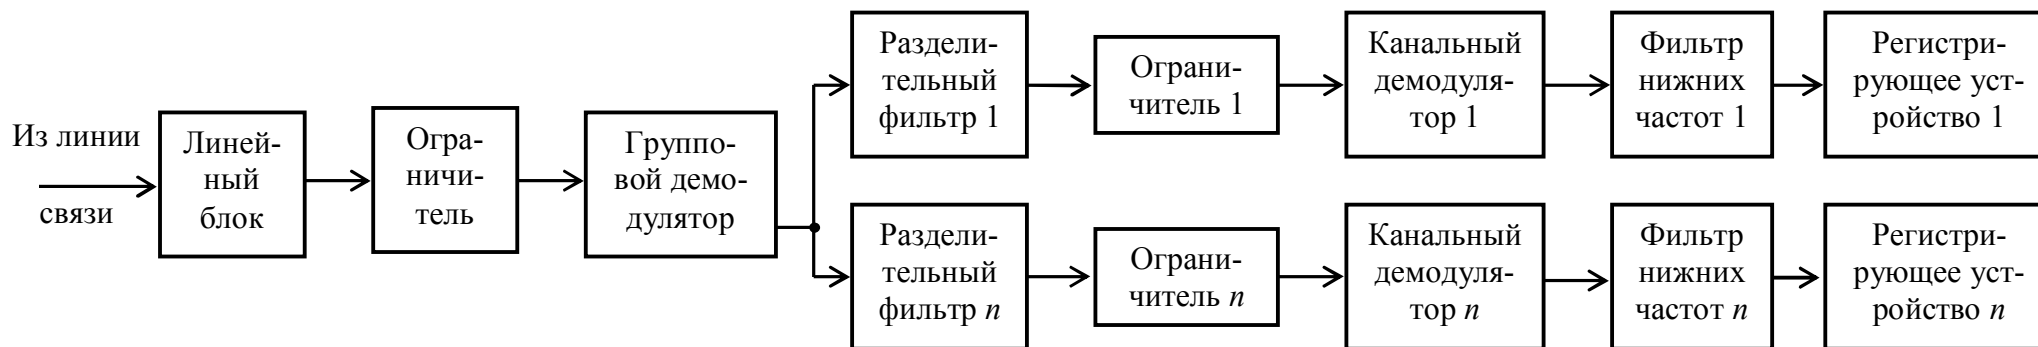 Из линии
связи
Линей-
ный
блок
Огра-
ничи-
тель
Группо-
вой демо-
дулятор
Раздели-
тельный
фильтр 1
Ограни-
читель 1
Канальный
демодуля-
тор 1
Фильтр
нижних
частот 1
Регистри-
рующее уст-
ройство 1
Раздели-
тельный
фильтр n
Ограни-
читель n
Канальный
демодуля-
тор n
Фильтр
нижних
частот n
Регистри-
рующее уст-
ройство n